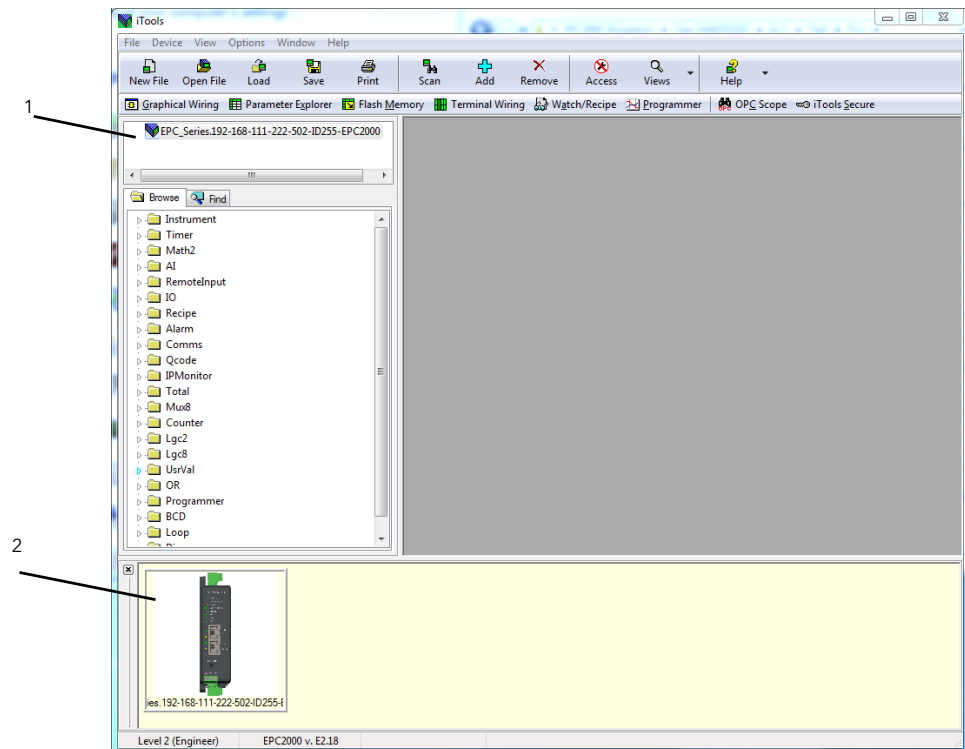 iTools
File Device View Options Window Help
New File Open File Load Save Print Scan Add Remove Access Views Help
Graphical Wiring Parameter Explorer Flash Memory Terminal Wiring Watch/Recipe Programmer OPC Scope iTools Secure
1
EPC_Series.192-168-111-222-502-ID255-EPC2000
Browse Find
Instrument
Timer
Math2
AI
RemoteInput
IO
Recipe
Alarm
Comms
Qcode
IPMonitor
Total
Mux8
Counter
Lgc2
Lgc8
UsrVal
OR
Programmer
BCD
Loop
2
ies.192-168-111-222-502-ID255-E
Level 2 (Engineer) EPC2000 v. E2.18